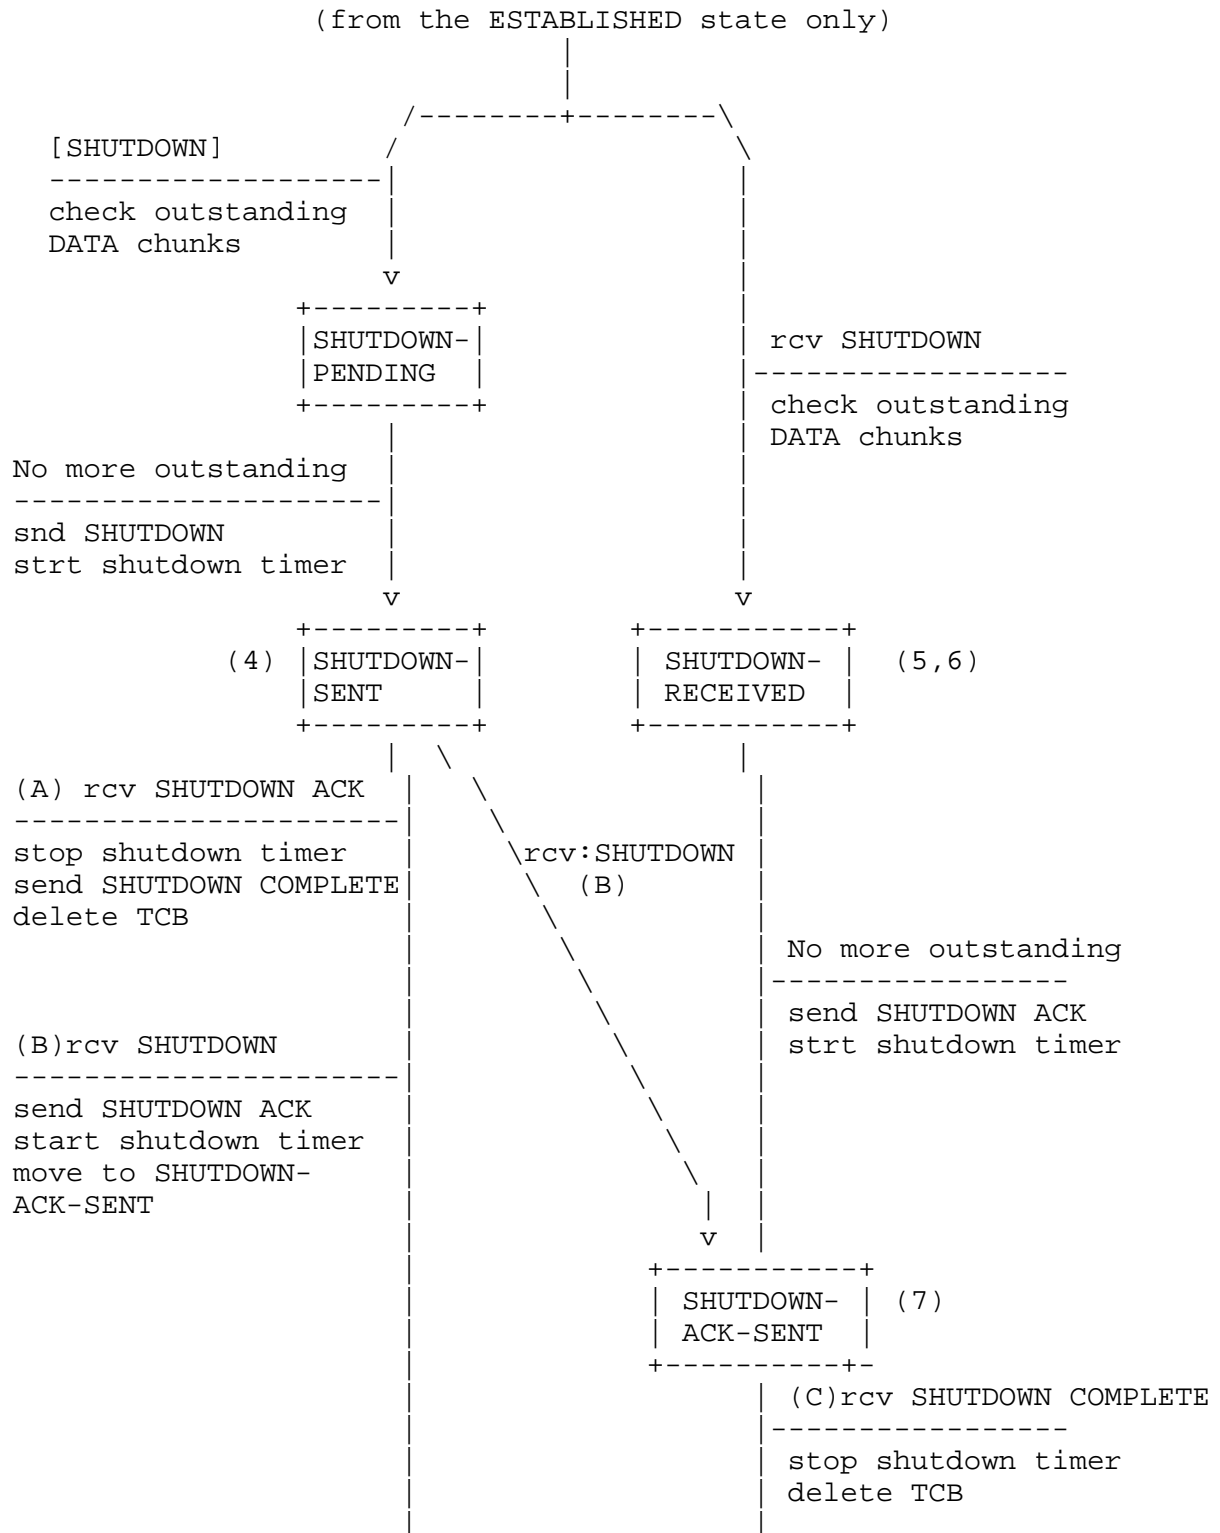 (from the ESTABLISHED state only)
[SHUTDOWN]
check outstanding
DATA chunks
SHUTDOWN-
PENDING
rcv SHUTDOWN
check outstanding
DATA chunks
No more outstanding
snd SHUTDOWN
strt shutdown timer
(4) SHUTDOWN-
SENT
SHUTDOWN- (5,6)
RECEIVED
(A) rcv SHUTDOWN ACK
stop shutdown timer
send SHUTDOWN COMPLETE
delete TCB
rcv:SHUTDOWN
(B)
No more outstanding
send SHUTDOWN ACK
strt shutdown timer
(B)rcv SHUTDOWN
send SHUTDOWN ACK
start shutdown timer
move to SHUTDOWN-
ACK-SENT
SHUTDOWN- (7)
ACK-SENT
(C)rcv SHUTDOWN COMPLETE
stop shutdown timer
delete TCB